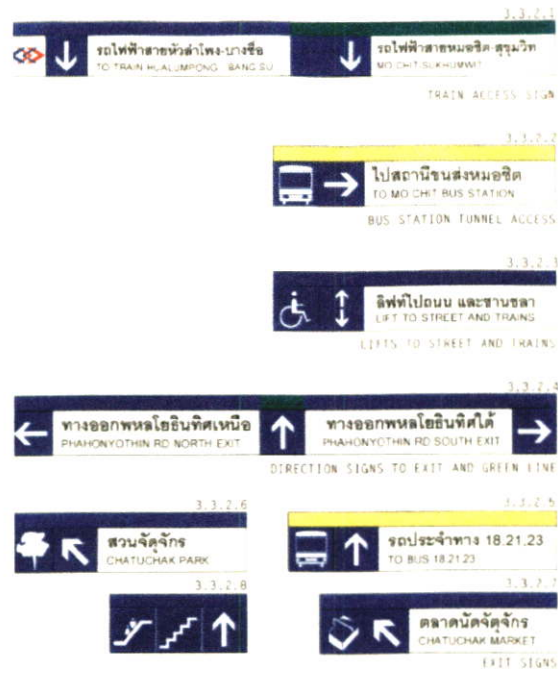 3.3.2.1
รถไฟฟ้าสายหัวลำโพง-บางซื่อ
TO TRAIN HUALUMPONG BANG SU
รถไฟฟ้าสายหมอชิต-สุขุมวิท
MO CHIT SUKHUMWIT
TRAIN ACCESS SIGN
3.3.2.2
ไปสถานีขนส่งหมอชิต
TO MO CHIT BUS STATION
BUS STATION TUNNEL ACCESS
3.3.2.3
ลิฟท์ไปถนน และชานชลา
LIFT TO STREET AND TRAINS
LIFTS TO STREET AND TRAINS
3.3.2.4
ทางออกพหลโยธินทิศเหนือ
PHAHONYOTHIN RD NORTH EXIT
ทางออกพหลโยธินทิศใต้
PHAHONYOTHIN RD SOUTH EXIT
DIRECTION SIGNS TO EXIT AND GREEN LINE
3.3.2.6
สวนจัตุจักร
CHATUCHAK PARK
3.3.2.5
รถประจำทาง 18.21.23
TO BUS 18.21.23
3.3.2.8
3.3.2.7
ตลาดนัดจัตุจักร
CHATUCHAK MARKET
EXIT SIGNS